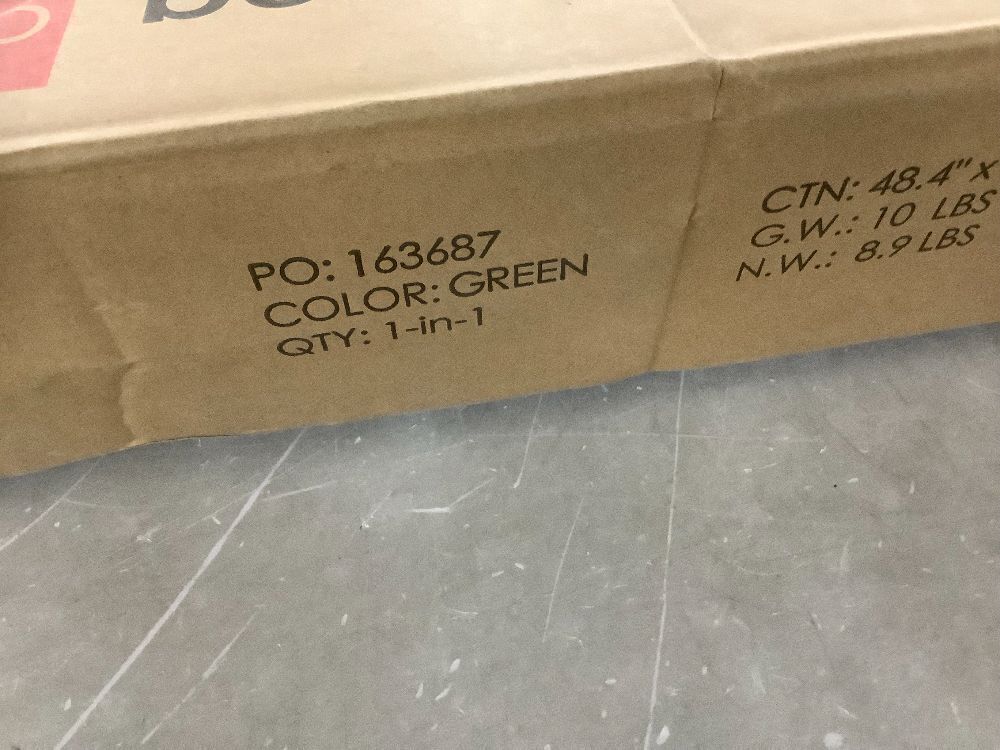 PO: 163687
COLOR: GREEN
QTY: 1-in-1
CTN: 48.4" x
G.W.: 10 LBS
N.W.: 8.9 LBS